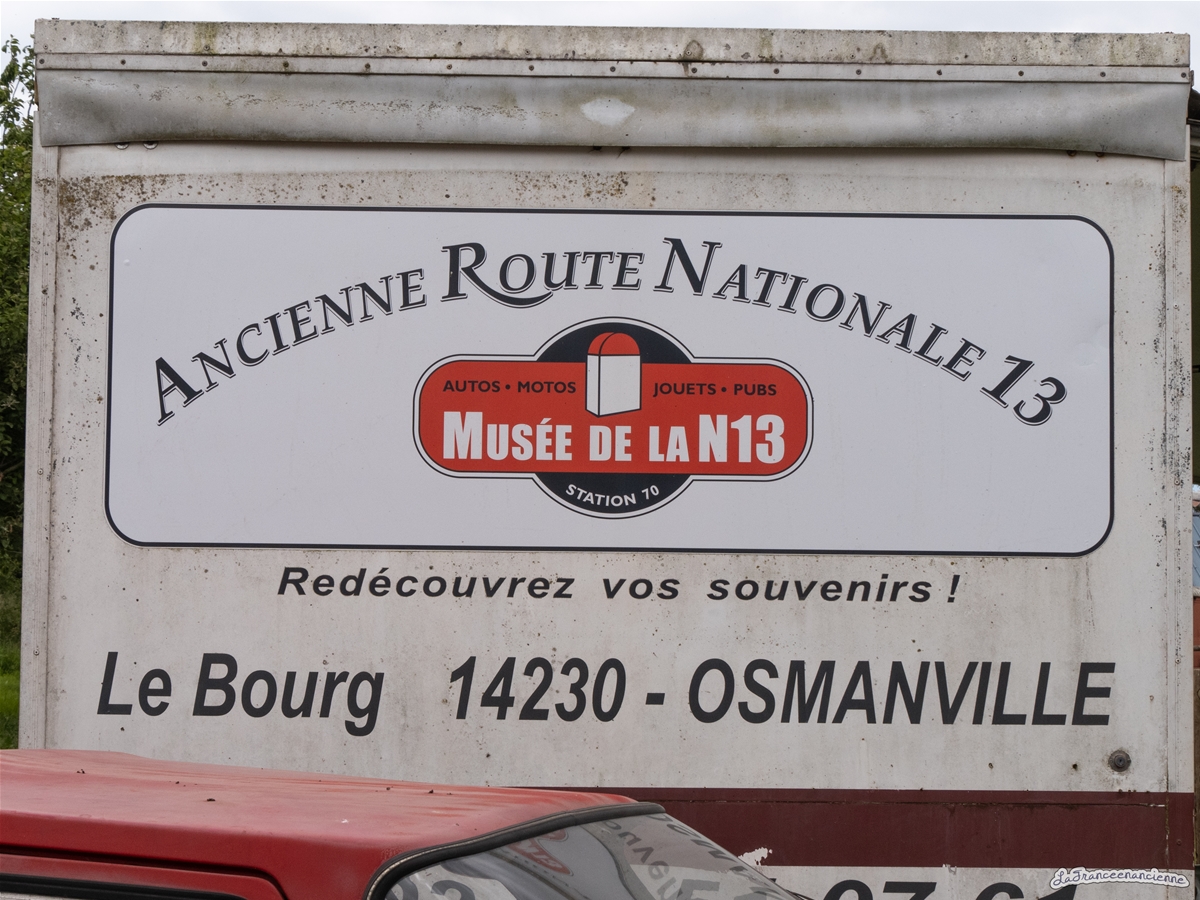 Ancienne Route Nationale 13
AUTOS • MOTOS JOUETS • PUBS
Musée de la N13
STATION 70
Redécouvrez vos souvenirs !
Le Bourg 14230 - OSMANVILLE
LaFranceenancienne